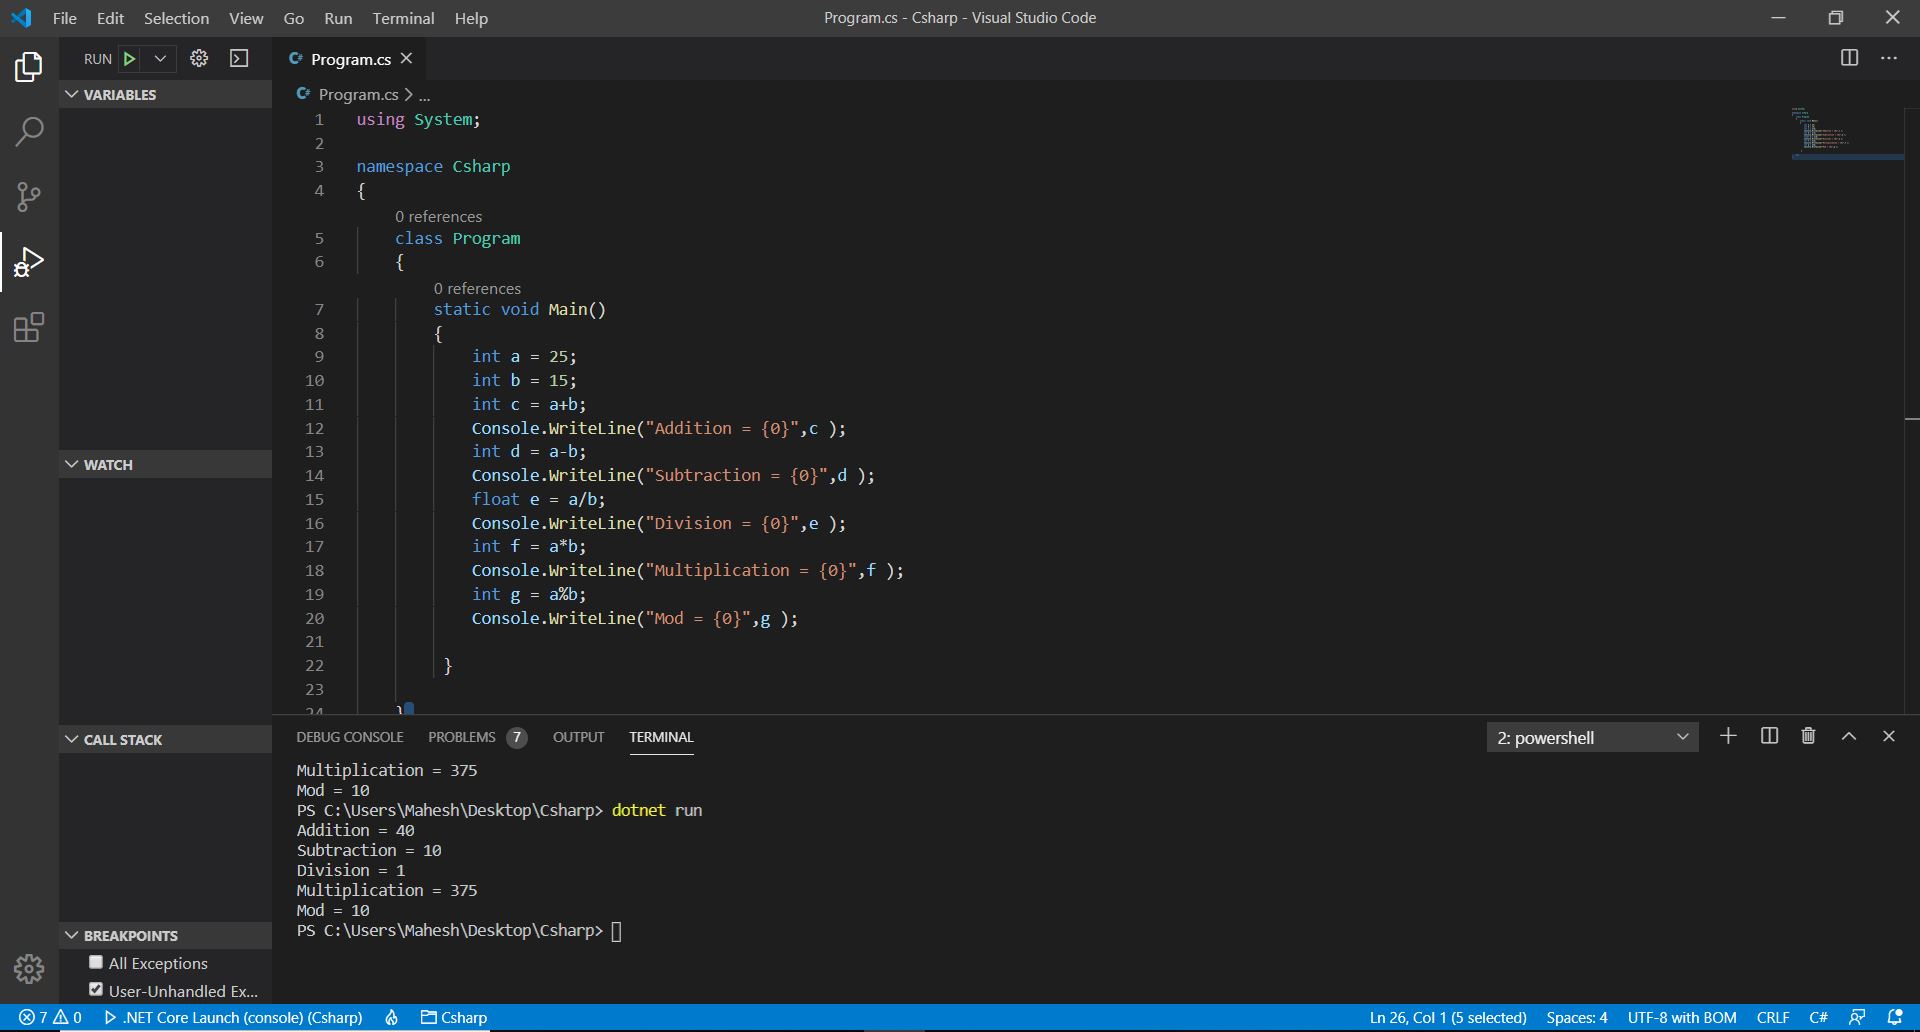 File Edit Selection View Go Run Terminal Help
Program.cs - Csharp - Visual Studio Code
RUN
Program.cs
VARIABLES
Program.cs > ...
1 using System;
2
3 namespace Csharp
4 {
0 references
5 class Program
6 {
0 references
7 static void Main()
8 {
9 int a = 25;
10 int b = 15;
11 int c = a+b;
12 Console.WriteLine("Addition = {0}",c );
13 int d = a-b;
14 Console.WriteLine("Subtraction = {0}",d );
15 float e = a/b;
16 Console.WriteLine("Division = {0}",e );
17 int f = a*b;
18 Console.WriteLine("Multiplication = {0}",f );
19 int g = a%b;
20 Console.WriteLine("Mod = {0}",g );
21
22 }
23
24 }
WATCH
CALL STACK
BREAKPOINTS
All Exceptions
User-Unhandled Ex...
DEBUG CONSOLE PROBLEMS 7 OUTPUT TERMINAL
2: powershell
Multiplication = 375
Mod = 10
PS C:\Users\Mahesh\Desktop\Csharp> dotnet run
Addition = 40
Subtraction = 10
Division = 1
Multiplication = 375
Mod = 10
PS C:\Users\Mahesh\Desktop\Csharp>
7 0 .NET Core Launch (console) (Csharp) Csharp
Ln 26, Col 1 (5 selected) Spaces: 4 UTF-8 with BOM CRLF C#